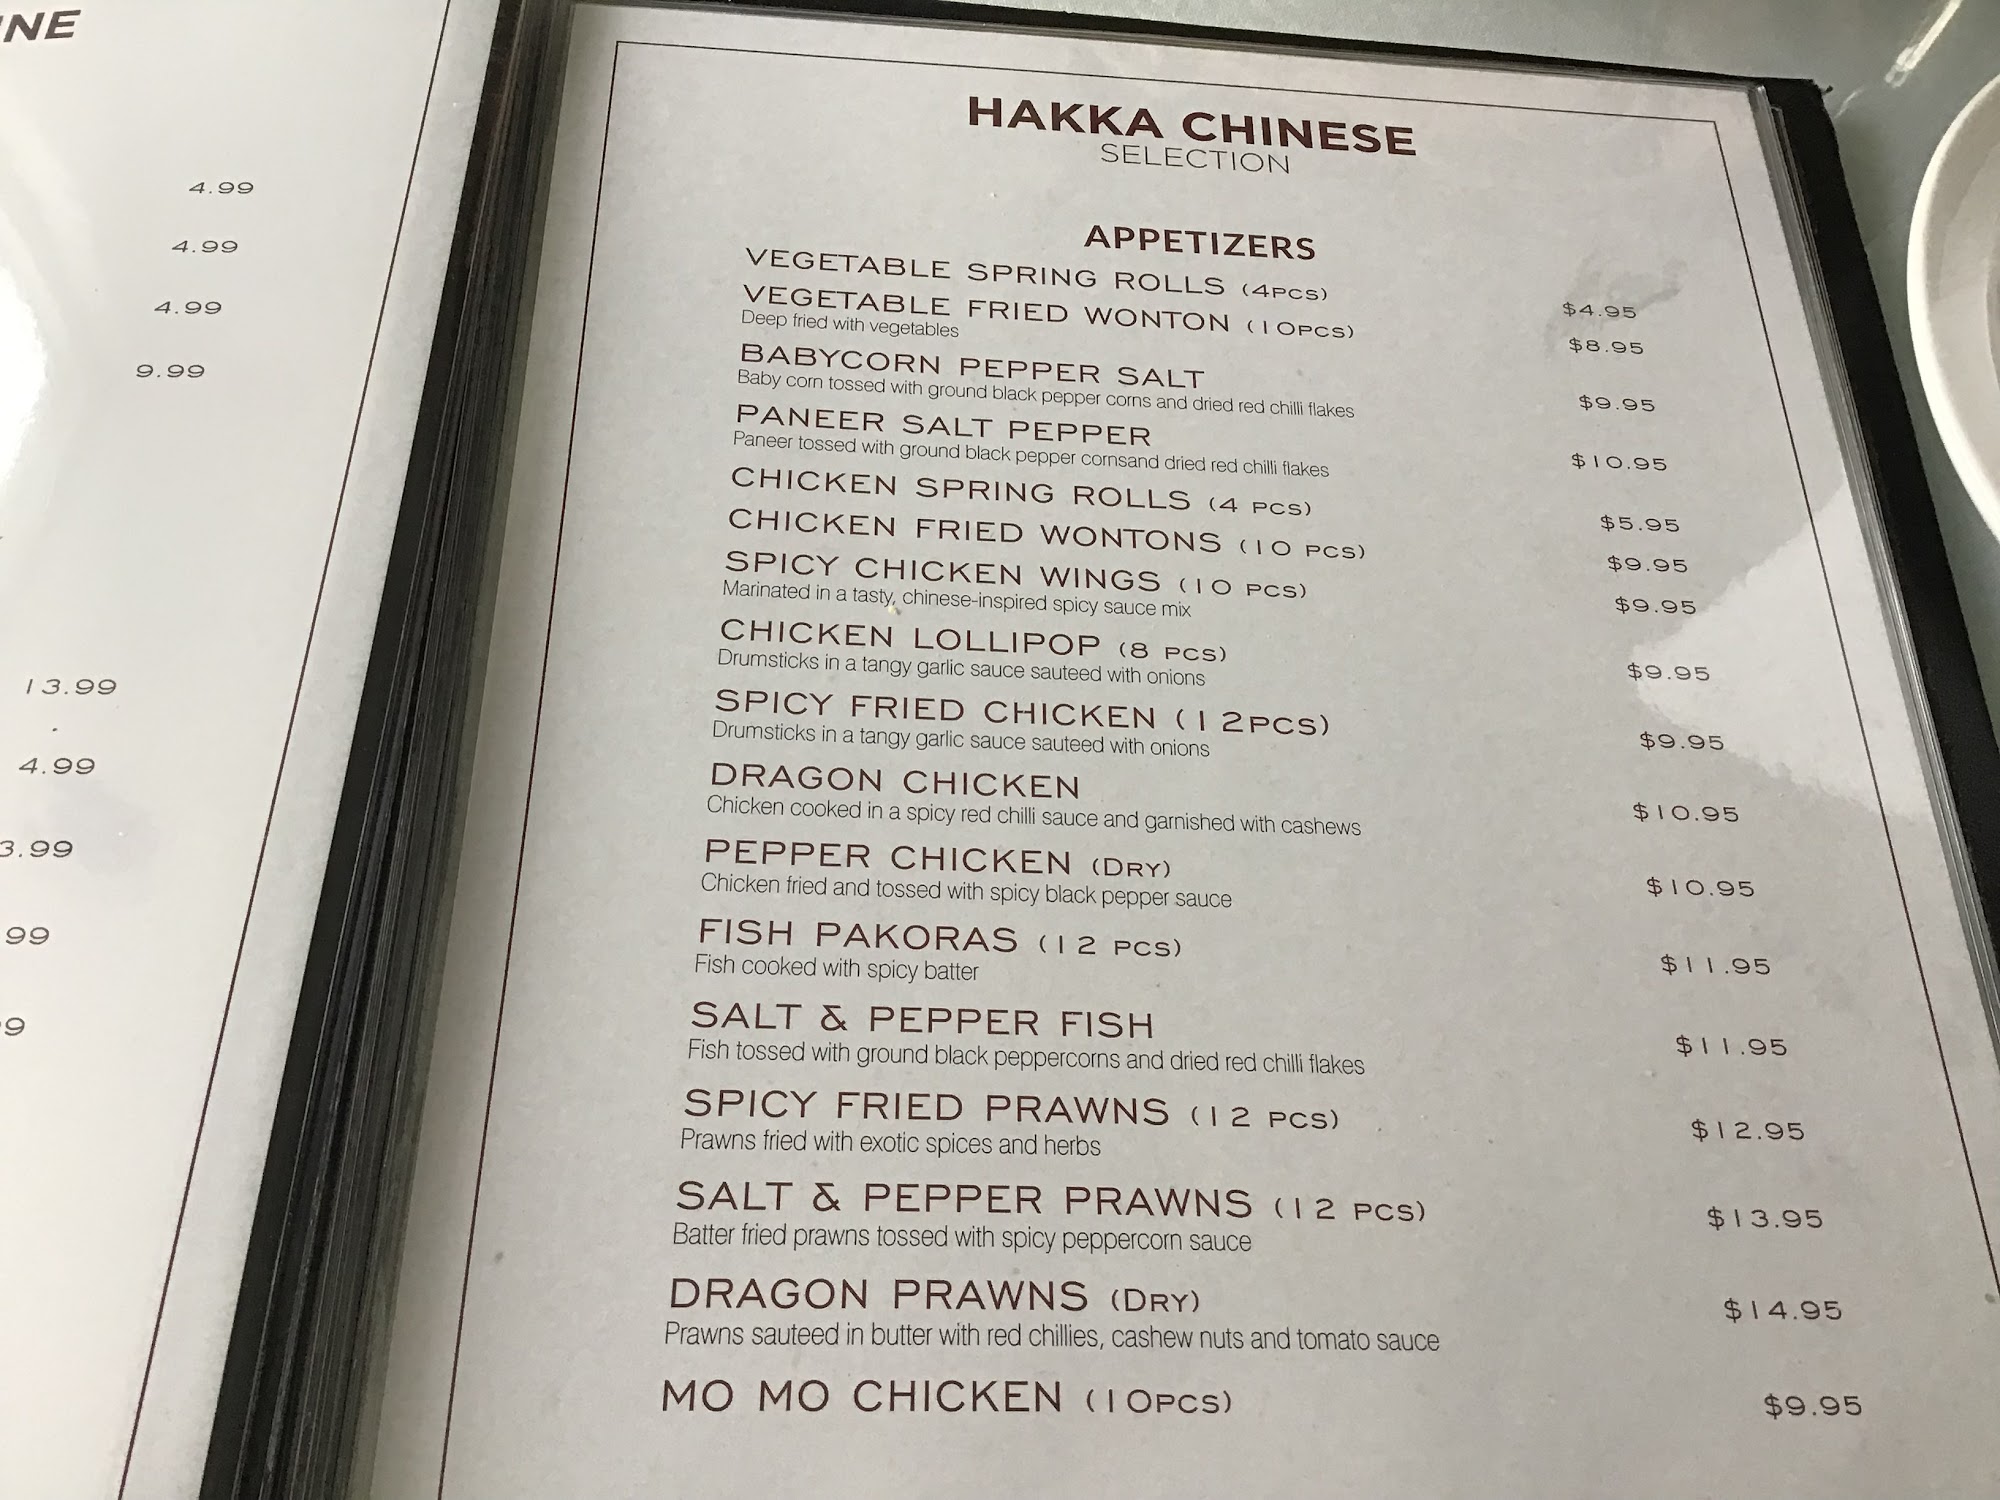 NE
4.99
4.99
4.99
9.99
13.99
4.99
3.99
99
9
HAKKA CHINESE
SELECTION
APPETIZERS
VEGETABLE SPRING ROLLS (4PCS) $4.95
VEGETABLE FRIED WONTON (10PCS) $8.95
Deep fried with vegetables
BABYCORN PEPPER SALT $9.95
Baby corn tossed with ground black pepper corns and dried red chilli flakes
PANEER SALT PEPPER $10.95
Paneer tossed with ground black pepper cornsand dried red chilli flakes
CHICKEN SPRING ROLLS (4 PCS) $5.95
CHICKEN FRIED WONTONS (10 PCS) $9.95
SPICY CHICKEN WINGS (10 PCS) $9.95
Marinated in a tasty, chinese-inspired spicy sauce mix
CHICKEN LOLLIPOP (8 PCS) $9.95
Drumsticks in a tangy garlic sauce sauteed with onions
SPICY FRIED CHICKEN (12PCS) $9.95
Drumsticks in a tangy garlic sauce sauteed with onions
DRAGON CHICKEN $10.95
Chicken cooked in a spicy red chilli sauce and garnished with cashews
PEPPER CHICKEN (DRY) $10.95
Chicken fried and tossed with spicy black pepper sauce
FISH PAKORAS (12 PCS) $11.95
Fish cooked with spicy batter
SALT & PEPPER FISH $11.95
Fish tossed with ground black peppercorns and dried red chilli flakes
SPICY FRIED PRAWNS (12 PCS) $12.95
Prawns fried with exotic spices and herbs
SALT & PEPPER PRAWNS (12 PCS) $13.95
Batter fried prawns tossed with spicy peppercorn sauce
DRAGON PRAWNS (DRY) $14.95
Prawns sauteed in butter with red chillies, cashew nuts and tomato sauce
MO MO CHICKEN (10PCS) $9.95